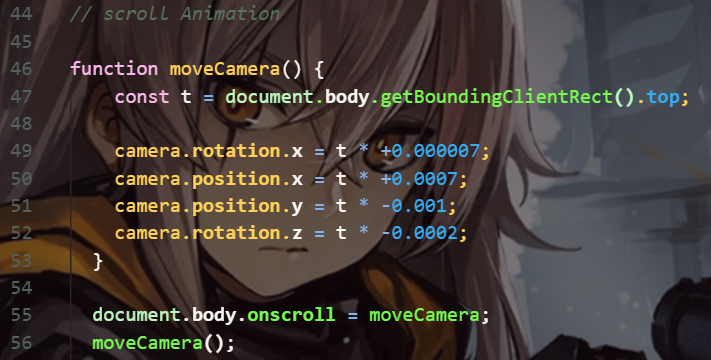 44 // scroll Animation
45
46 function moveCamera() {
47 const t = document.body.getBoundingClientRect().top;
48
49 camera.rotation.x = t * +0.000007;
50 camera.position.x = t * +0.0007;
51 camera.position.y = t * -0.001;
52 camera.rotation.z = t * -0.0002;
53 }
54
55 document.body.onscroll = moveCamera;
56 moveCamera();